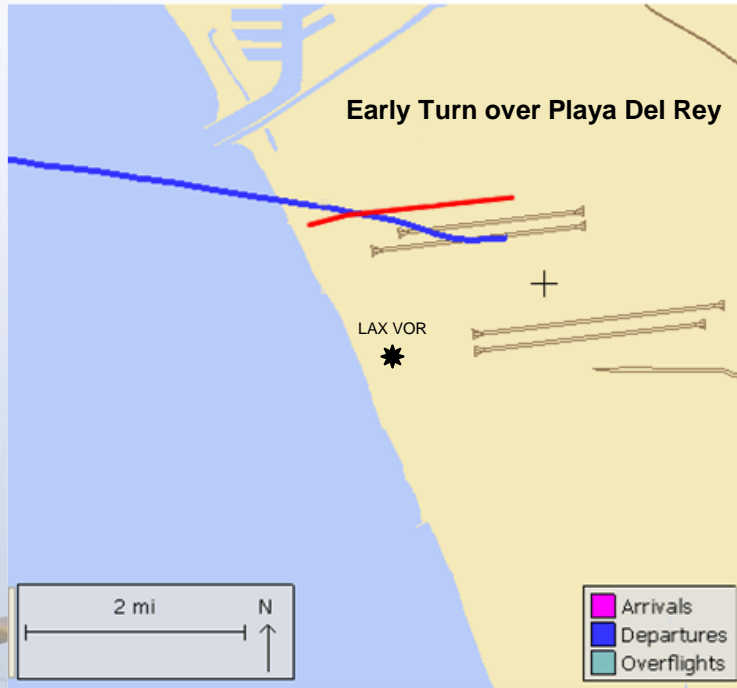 Early Turn over Playa Del Rey
LAX VOR
2 mi
N
Arrivals
Departures
Overflights